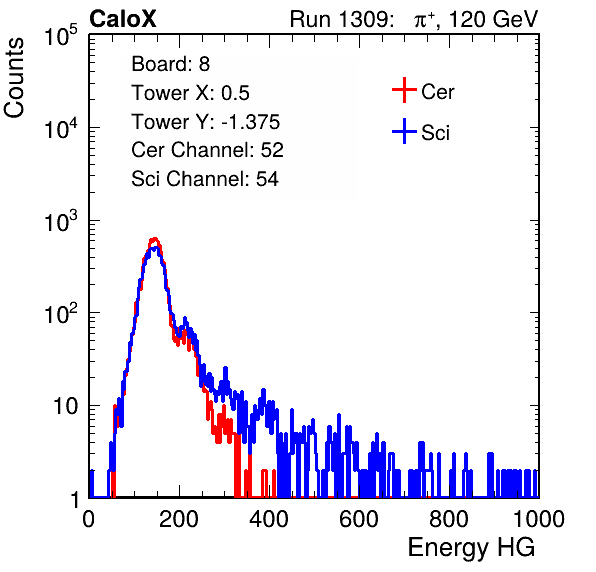 CaloX Run 1309: π⁺, 120 GeV
Board: 8
Tower X: 0.5
Tower Y: -1.375
Cer Channel: 52
Sci Channel: 54
Cer
Sci
Counts
10⁵
10⁴
10³
10²
10
1
0 200 400 600 800 1000
Energy HG